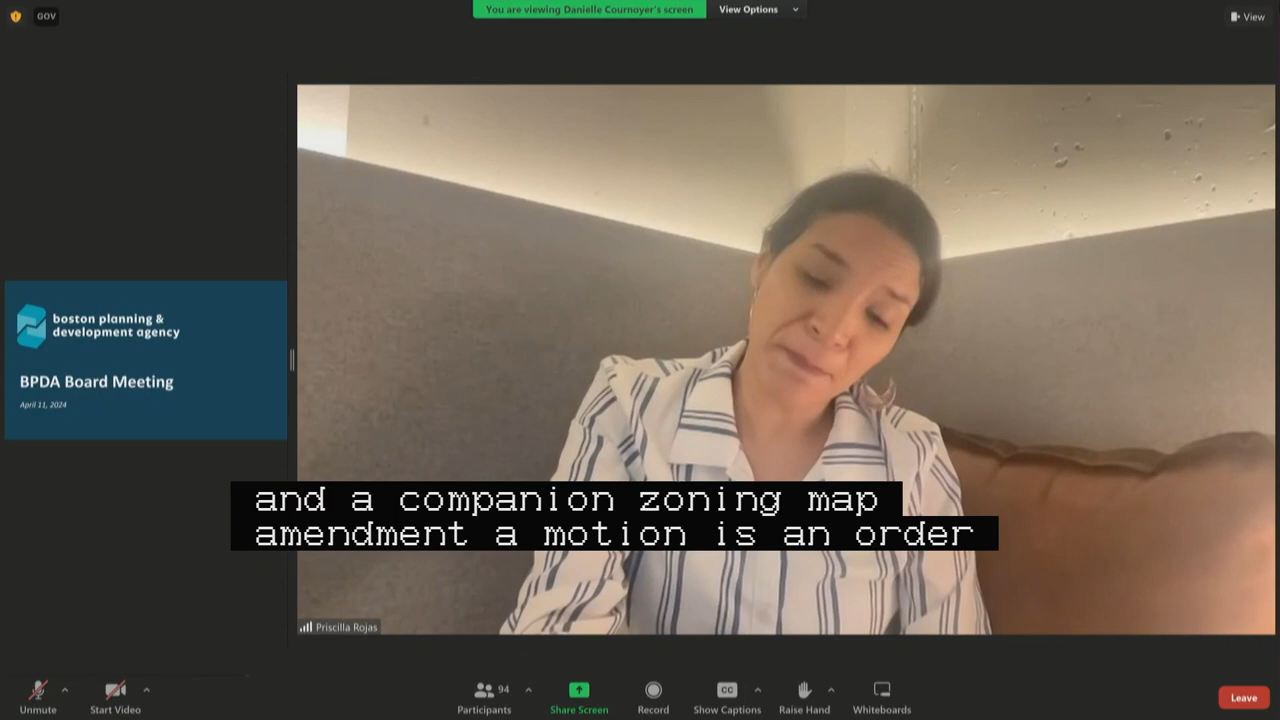 GOV
You are viewing Danielle Cournoyer's screen
View Options
View
boston planning &
development agency
BPDA Board Meeting
April 11, 2024
and a companion zoning map
amendment a motion is an order
Priscilla Rojas
Unmute
Start Video
94
Participants
Share Screen
Record
CC
Show Captions
Raise Hand
Whiteboards
Leave